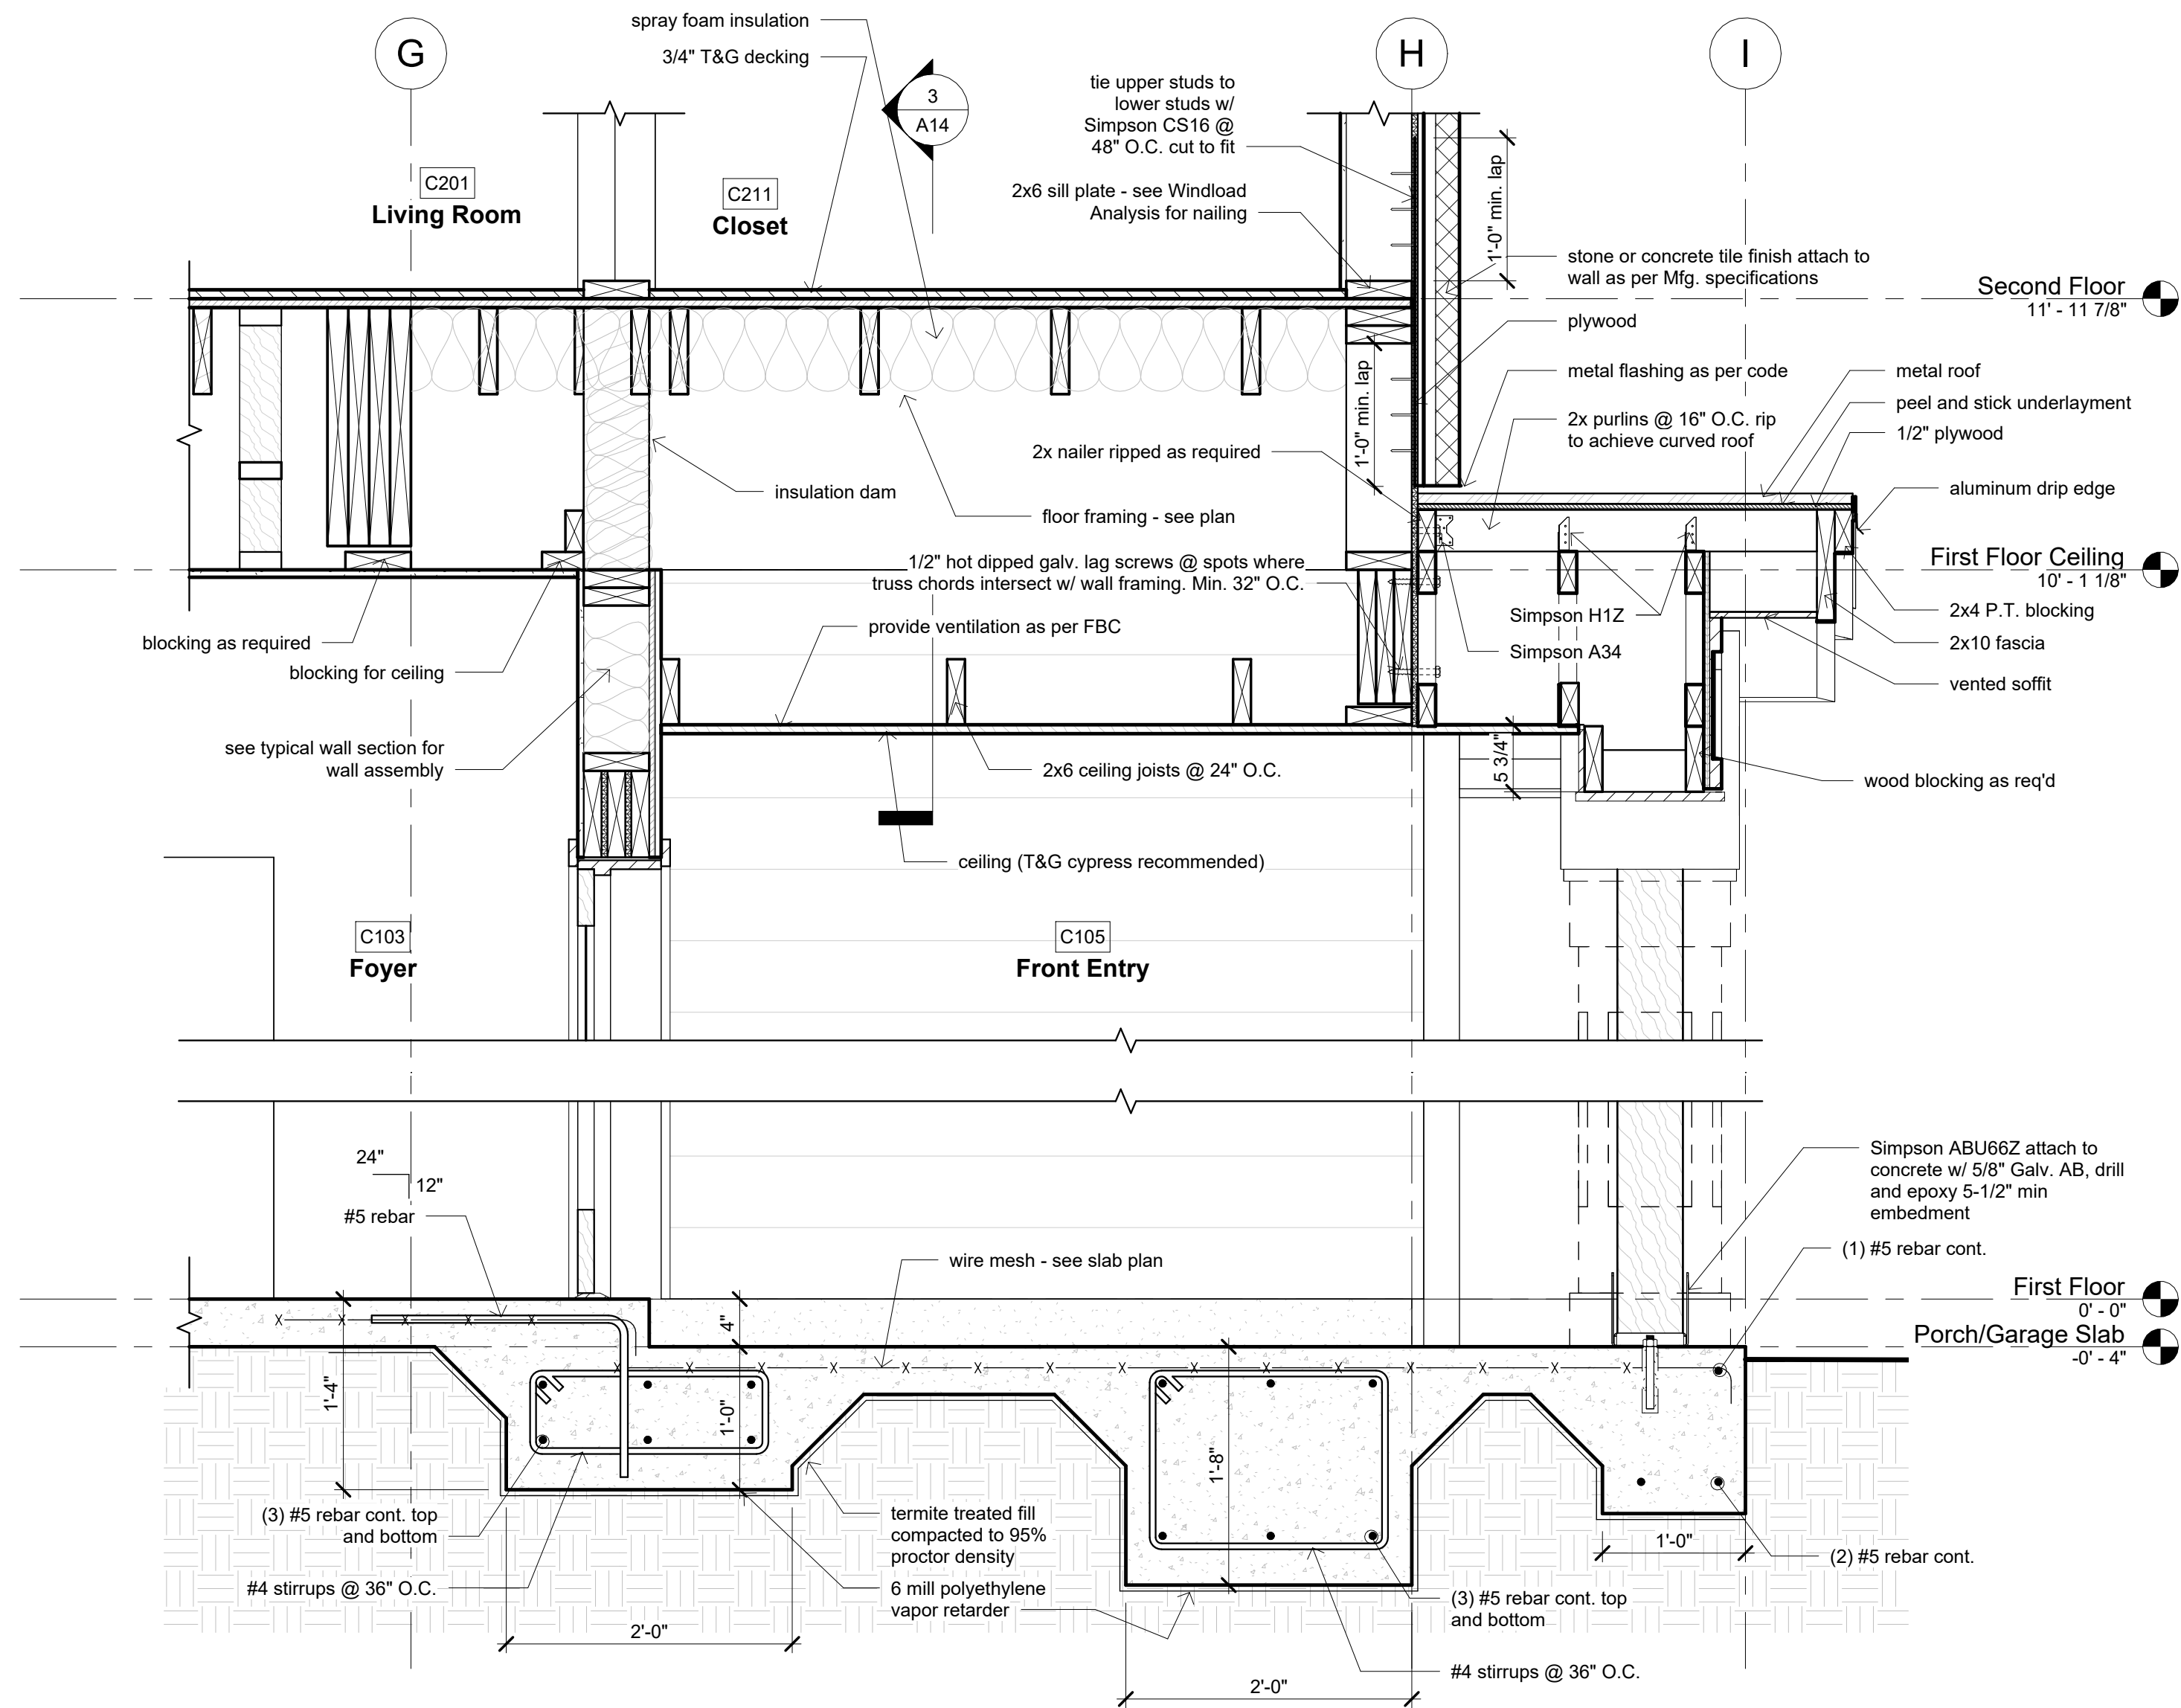 G
H
I
spray foam insulation
3/4" T&G decking
3
A14
tie upper studs to
lower studs w/
Simpson CS16 @
48" O.C. cut to fit
2x6 sill plate - see Windload
Analysis for nailing
C201
Living Room
C211
Closet
1'-0" min. lap
stone or concrete tile finish attach to
wall as per Mfg. specifications
Second Floor
11' - 11 7/8"
plywood
metal flashing as per code
metal roof
peel and stick underlayment
2x purlins @ 16" O.C. rip
to achieve curved roof
1/2" plywood
1'-0" min. lap
2x nailer ripped as required
aluminum drip edge
insulation dam
floor framing - see plan
1/2" hot dipped galv. lag screws @ spots where
truss chords intersect w/ wall framing. Min. 32" O.C.
First Floor Ceiling
10' - 1 1/8"
Simpson H1Z
2x4 P.T. blocking
provide ventilation as per FBC
blocking as required
Simpson A34
2x10 fascia
blocking for ceiling
vented soffit
see typical wall section for
wall assembly
2x6 ceiling joists @ 24" O.C.
5 3/4"
wood blocking as req'd
ceiling (T&G cypress recommended)
C103
Foyer
C105
Front Entry
24"
12"
#5 rebar
Simpson ABU66Z attach to
concrete w/ 5/8" Galv. AB, drill
and epoxy 5-1/2" min
embedment
wire mesh - see slab plan
(1) #5 rebar cont.
First Floor
0' - 0"
Porch/Garage Slab
-0' - 4"
4"
1'-4"
1'-0"
1'-8"
X X X X X X X X X X X X X X X X X X X X
(3) #5 rebar cont. top
and bottom
termite treated fill
compacted to 95%
proctor density
1'-0"
(2) #5 rebar cont.
#4 stirrups @ 36" O.C.
6 mill polyethylene
vapor retarder
(3) #5 rebar cont. top
and bottom
2'-0"
#4 stirrups @ 36" O.C.
2'-0"